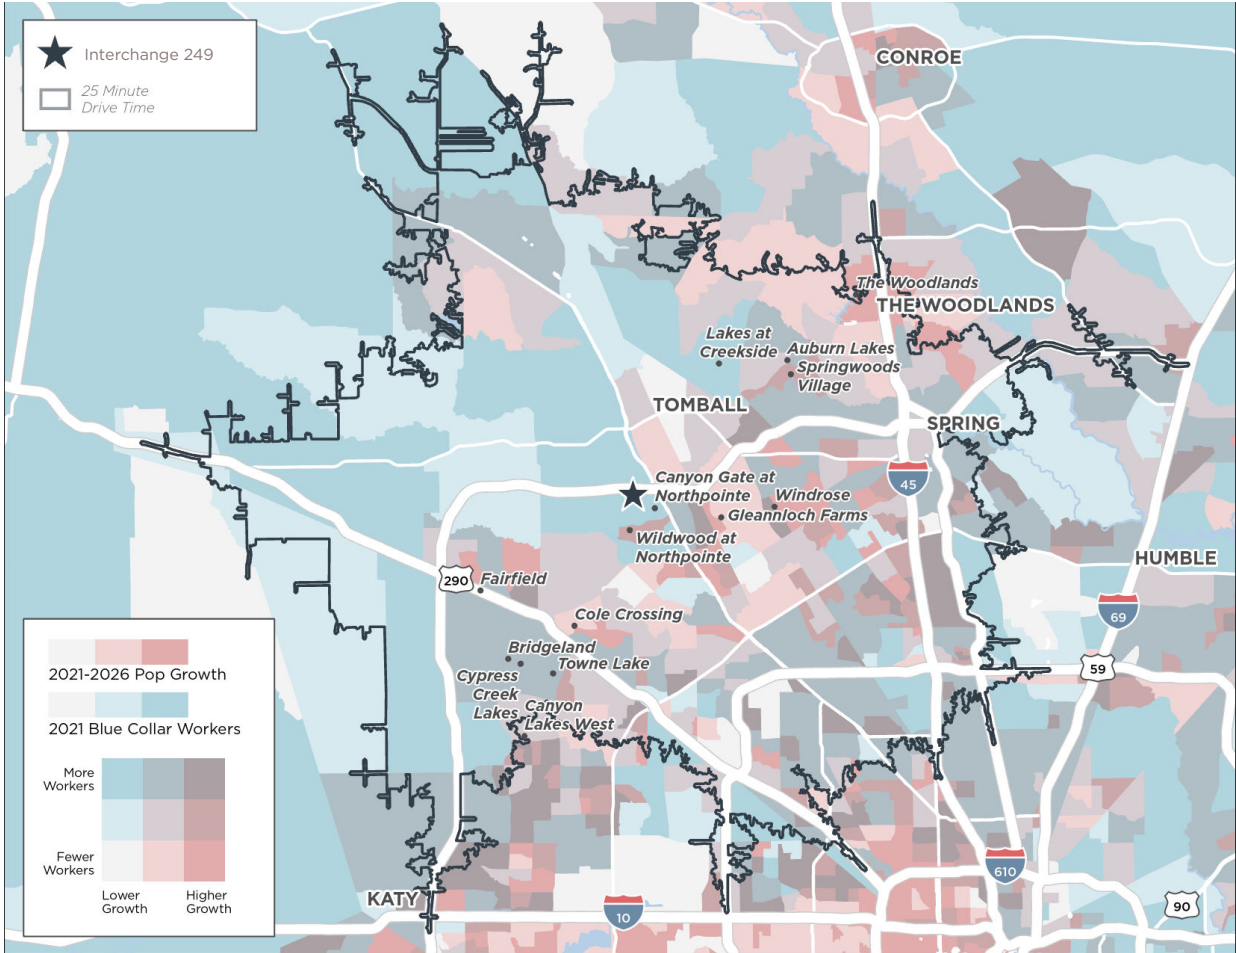 Interchange 249
25 Minute
Drive Time
CONROE
The Woodlands
THE WOODLANDS
Lakes at
Creekside
Auburn Lakes
Springwoods
Village
TOMBALL
SPRING
45
Canyon Gate at
Northpointe
Windrose
Gleannloch Farms
Wildwood at
Northpointe
HUMBLE
290
Fairfield
69
Cole Crossing
Bridgeland
Towne Lake
59
Cypress
Creek
Lakes
Canyon
Lakes West
2021-2026 Pop Growth
2021 Blue Collar Workers
More
Workers
Fewer
Workers
Lower
Growth
Higher
Growth
KATY
10
610
90